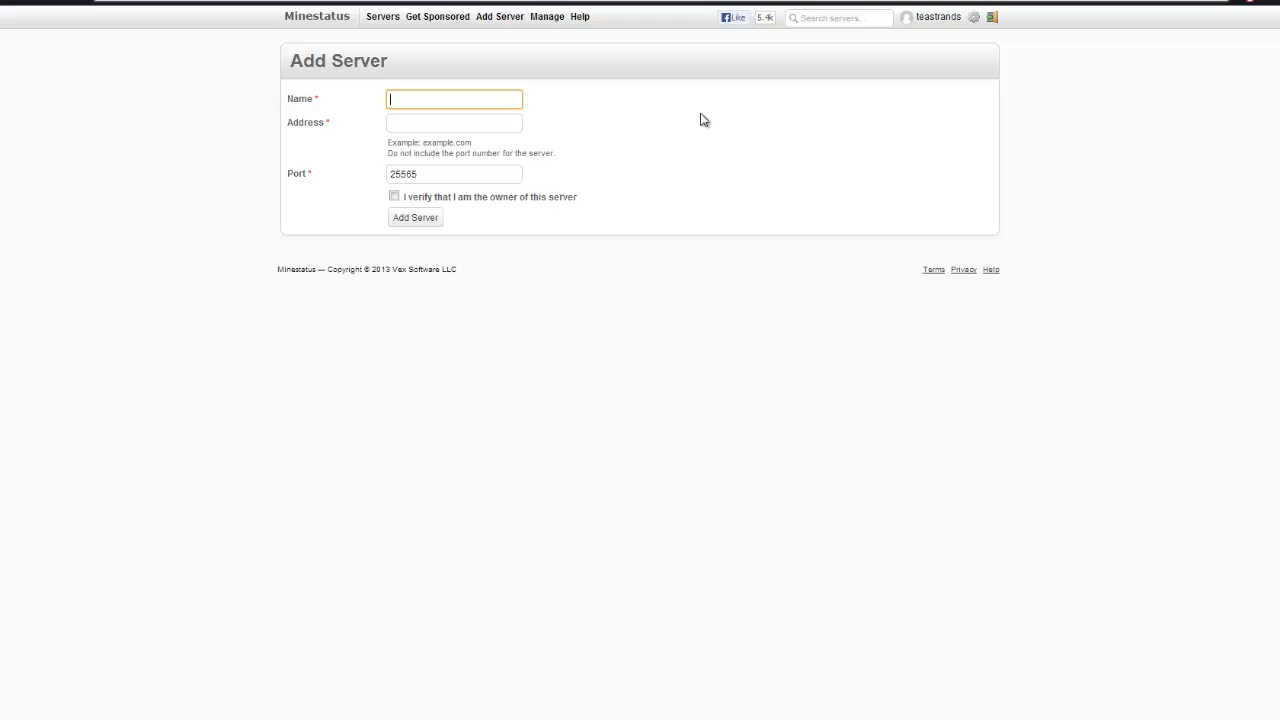 Minestatus Servers Get Sponsored Add Server Manage Help Like 5.4k Search servers... teastrands
Add Server
Name *
Address *
Example: example.com
Do not include the port number for the server.
Port * 25565
I verify that I am the owner of this server
Add Server
Minestatus — Copyright © 2013 Vex Software LLC Terms Privacy Help